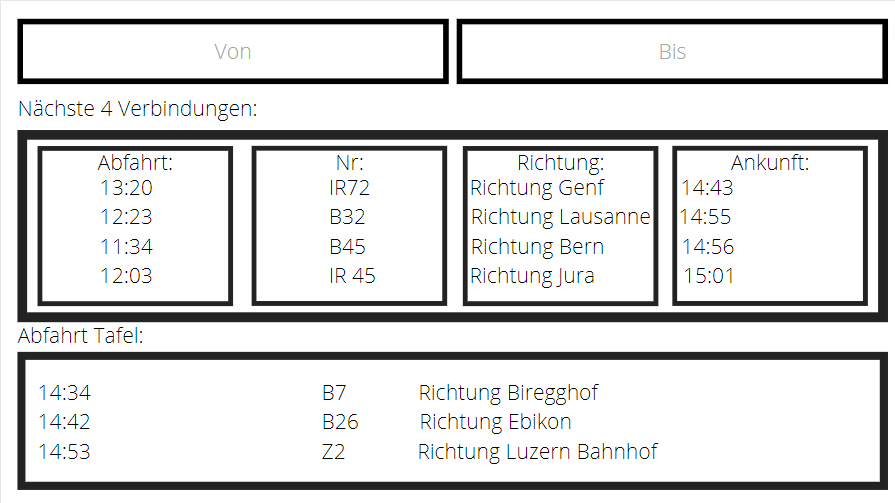 Von Bis
Nächste 4 Verbindungen:
Abfahrt: Nr: Richtung: Ankunft:
13:20 IR72 Richtung Genf 14:43
12:23 B32 Richtung Lausanne 14:55
11:34 B45 Richtung Bern 14:56
12:03 IR 45 Richtung Jura 15:01
Abfahrt Tafel:
14:34 B7 Richtung Biregghof
14:42 B26 Richtung Ebikon
14:53 Z2 Richtung Luzern Bahnhof